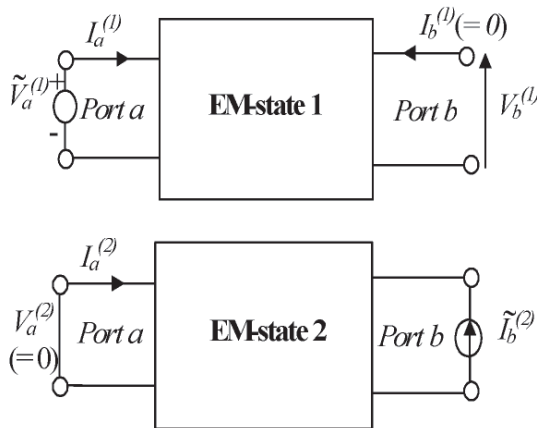 I_a^(1)
I_b^(1)(= 0)
+
Ṽ_a^(1)
Port a
EM-state 1
Port b
V_b^(1)
-
I_a^(2)
V_a^(2)
(=0)
Port a
EM-state 2
Port b
Ĩ_b^(2)